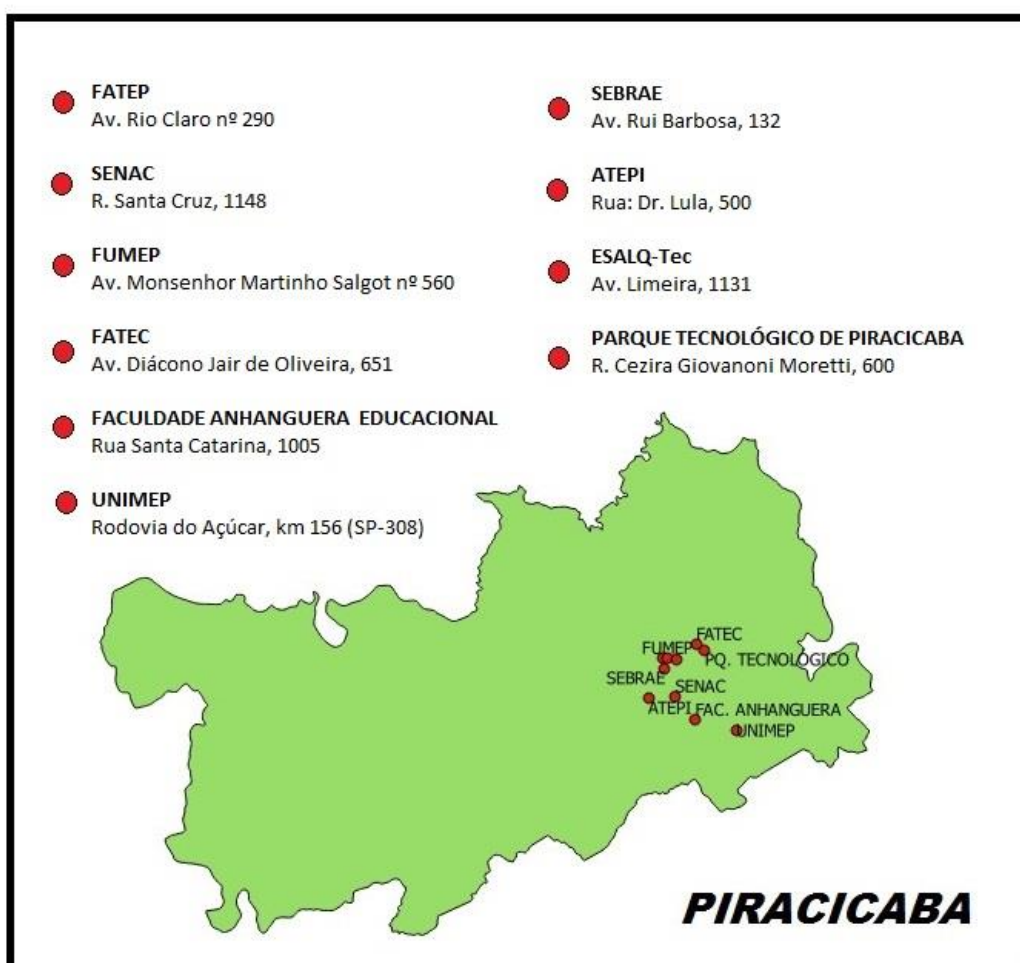 FATEP
Av. Rio Claro nº 290
SENAC
R. Santa Cruz, 1148
FUMEP
Av. Monsenhor Martinho Salgot nº 560
FATEC
Av. Diácono Jair de Oliveira, 651
FACULDADE ANHANGUERA EDUCACIONAL
Rua Santa Catarina, 1005
UNIMEP
Rodovia do Açúcar, km 156 (SP-308)
SEBRAE
Av. Rui Barbosa, 132
ATEPI
Rua: Dr. Lula, 500
ESALQ-Tec
Av. Limeira, 1131
PARQUE TECNOLÓGICO DE PIRACICABA
R. Cezira Giovanoni Moretti, 600
FATEC
FUMEP
PQ. TECNOLÓGICO
SEBRAE
SENAC
ATEPI
FAC. ANHANGUERA
UNIMEP
PIRACICABA